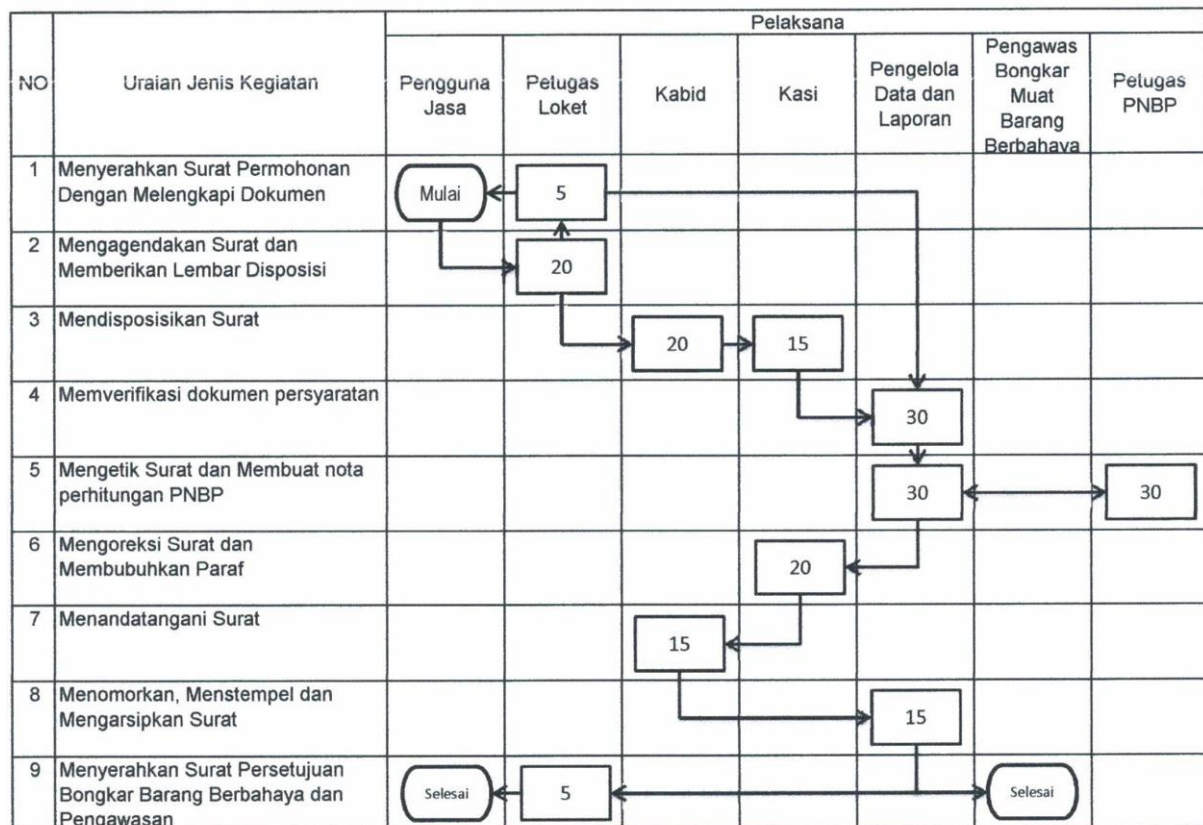 Pelaksana
NO
Uraian Jenis Kegiatan
Pengguna
Jasa
Petugas
Loket
Kabid
Kasi
Pengelola
Data dan
Laporan
Pengawas
Bongkar
Muat
Barang
Berbahaya
Petugas
PNBP
1
Menyerahkan Surat Permohonan
Dengan Melengkapi Dokumen
Mulai
5
2
Mengagendakan Surat dan
Memberikan Lembar Disposisi
20
3
Mendisposisikan Surat
20
15
4
Memverifikasi dokumen persyaratan
30
5
Mengetik Surat dan Membuat nota
perhitungan PNBP
30
30
6
Mengoreksi Surat dan
Membubuhkan Paraf
20
7
Menandatangani Surat
15
8
Menomorkan, Menstempel dan
Mengarsipkan Surat
15
9
Menyerahkan Surat Persetujuan
Bongkar Barang Berbahaya dan
Pengawasan
Selesai
5
Selesai